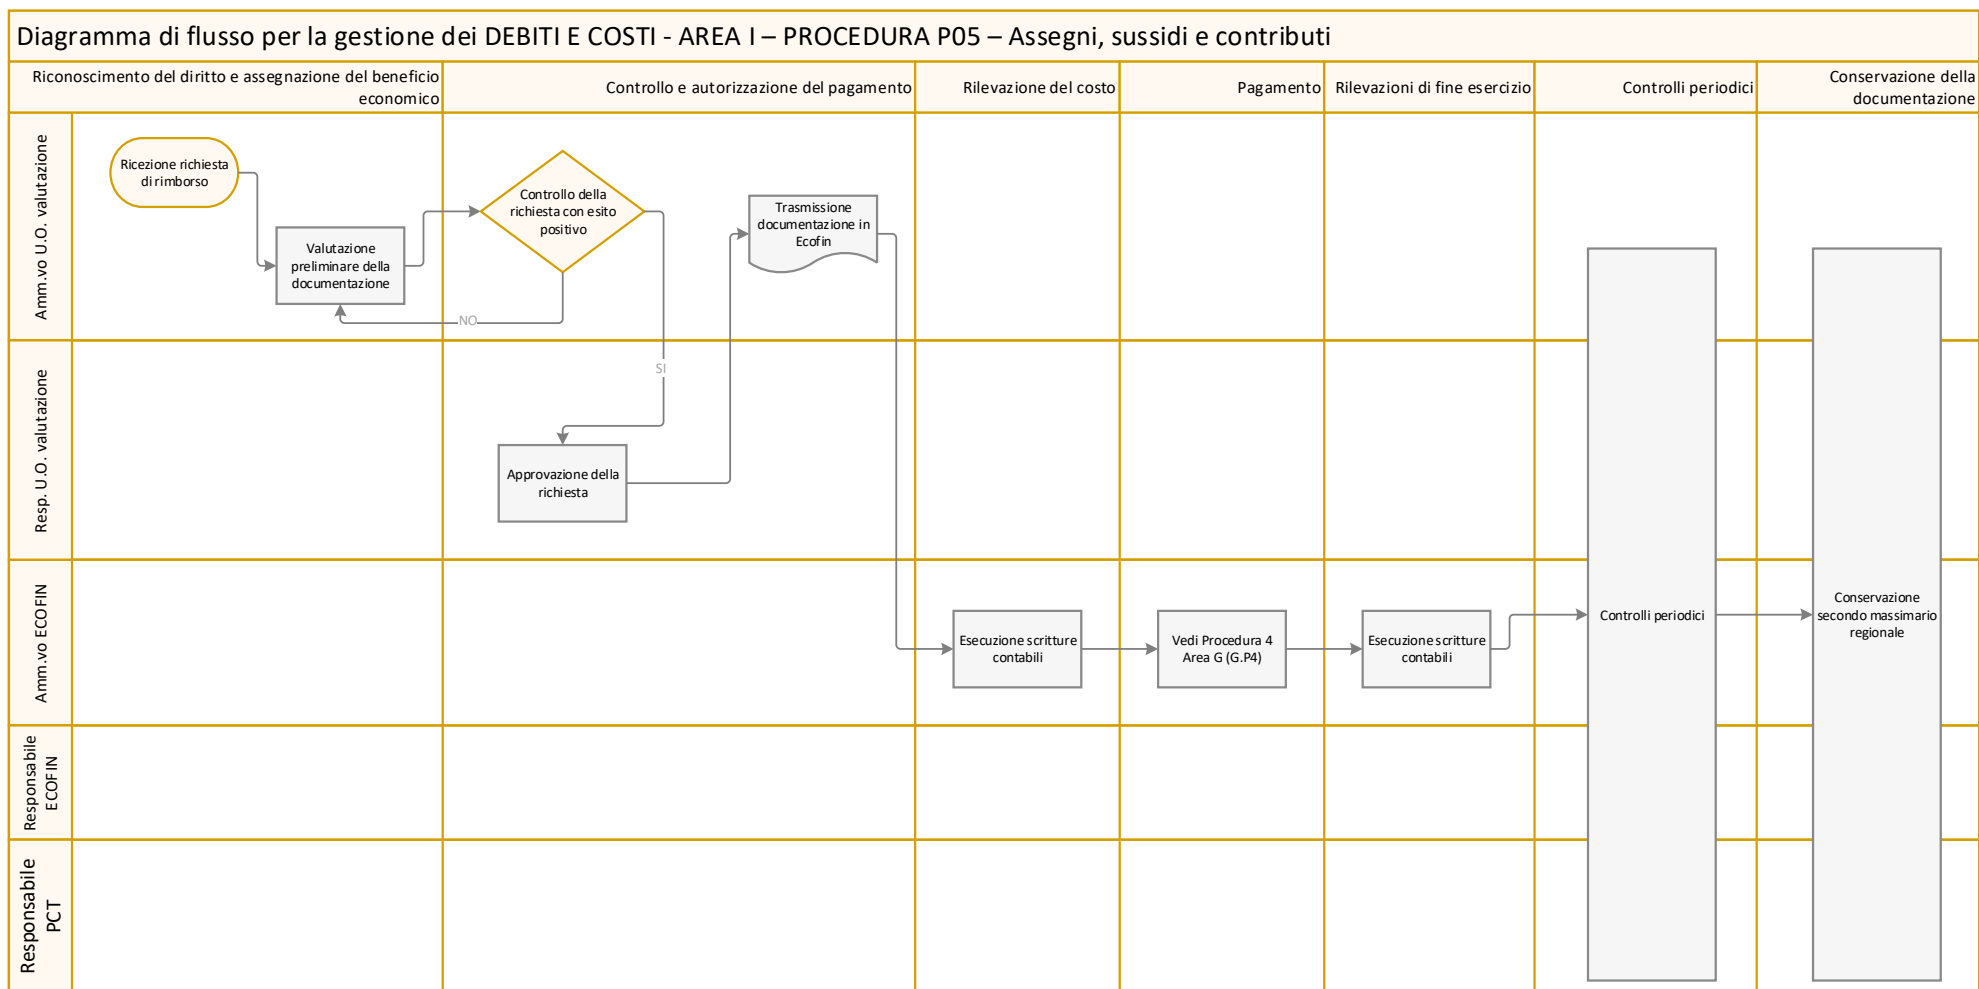 Diagramma di flusso per la gestione dei DEBITI E COSTI - AREA I – PROCEDURA P05 – Assegni, sussidi e contributi
Riconoscimento del diritto e assegnazione del beneficio
economico
Controllo e autorizzazione del pagamento
Rilevazione del costo
Pagamento
Rilevazioni di fine esercizio
Controlli periodici
Conservazione della
documentazione
Amm.vo U.O. valutazione
Ricezione richiesta
di rimborso
Valutazione
preliminare della
documentazione
Controllo della
richiesta con esito
positivo
Trasmissione
documentazione in
Ecofin
NO
SI
Resp. U.O. valutazione
Approvazione della
richiesta
Amm.vo ECOFIN
Esecuzione scritture
contabili
Vedi Procedura 4
Area G (G.P4)
Esecuzione scritture
contabili
Controlli periodici
Conservazione
secondo massimario
regionale
Responsabile
ECOFIN
Responsabile
PCT